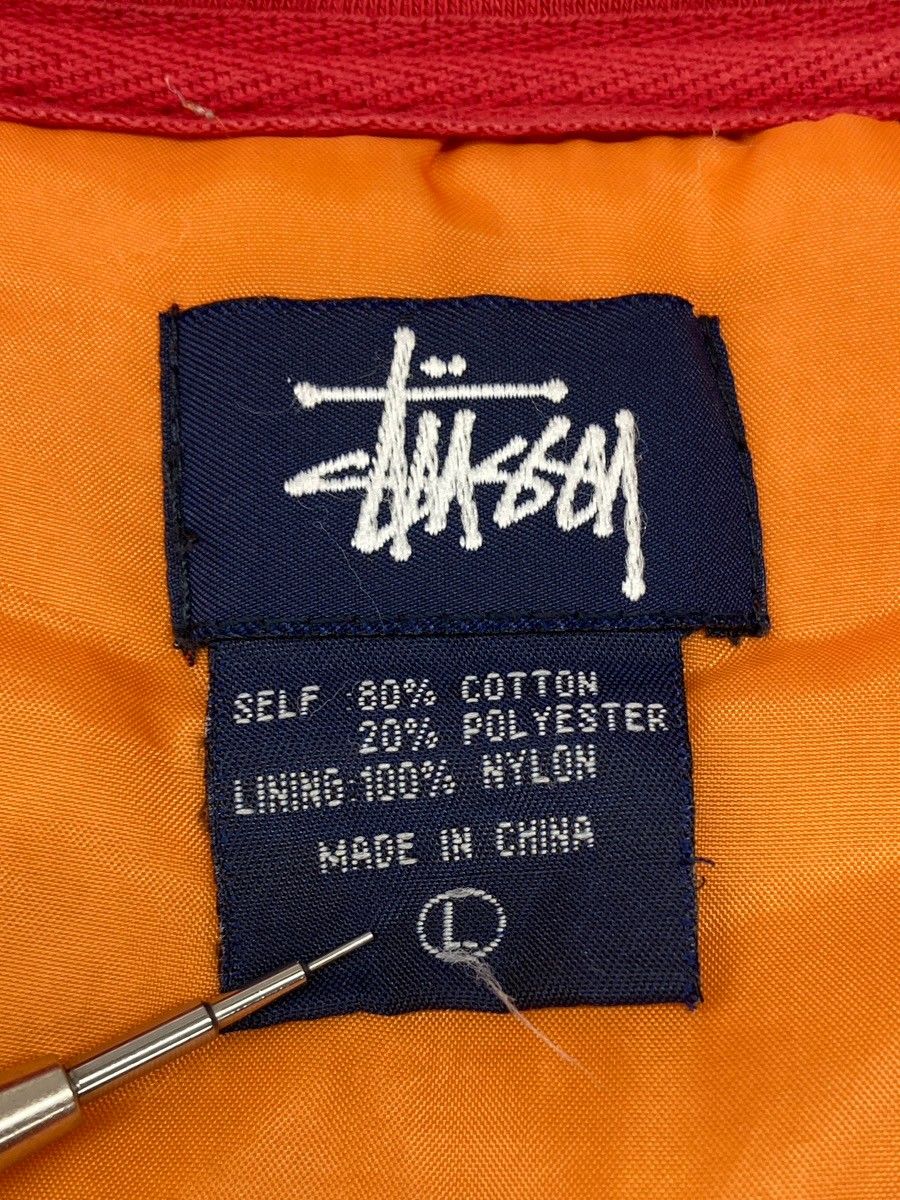 Stüssy
SELF 80% COTTON
20% POLYESTER
LINING:100% NYLON
MADE IN CHINA
L